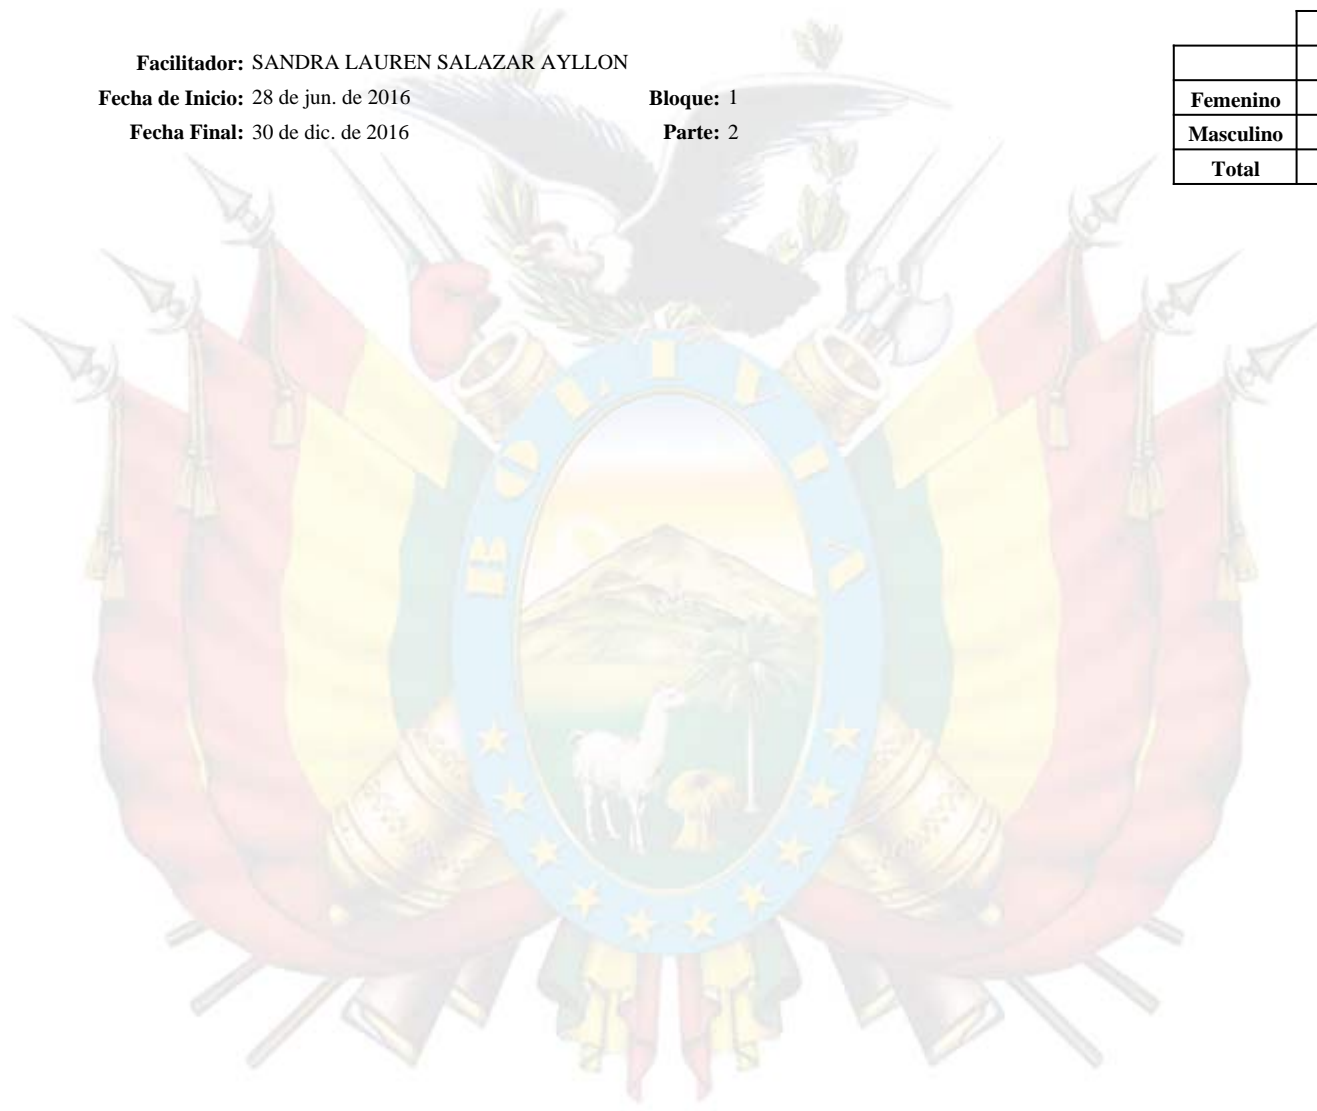 Facilitador: SANDRA LAUREN SALAZAR AYLLON
Fecha de Inicio: 28 de jun. de 2016 Bloque: 1
Fecha Final: 30 de dic. de 2016 Parte: 2
Femenino
Masculino
Total
BOLIVIA